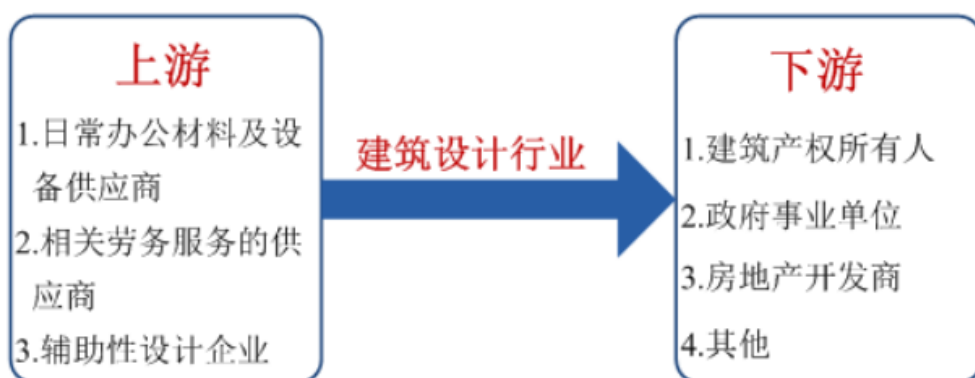 上游
1.日常办公材料及设
备供应商
2.相关劳务服务的供
应商
3.辅助性设计企业
建筑设计行业
下游
1.建筑产权所有人
2.政府事业单位
3.房地产开发商
4.其他